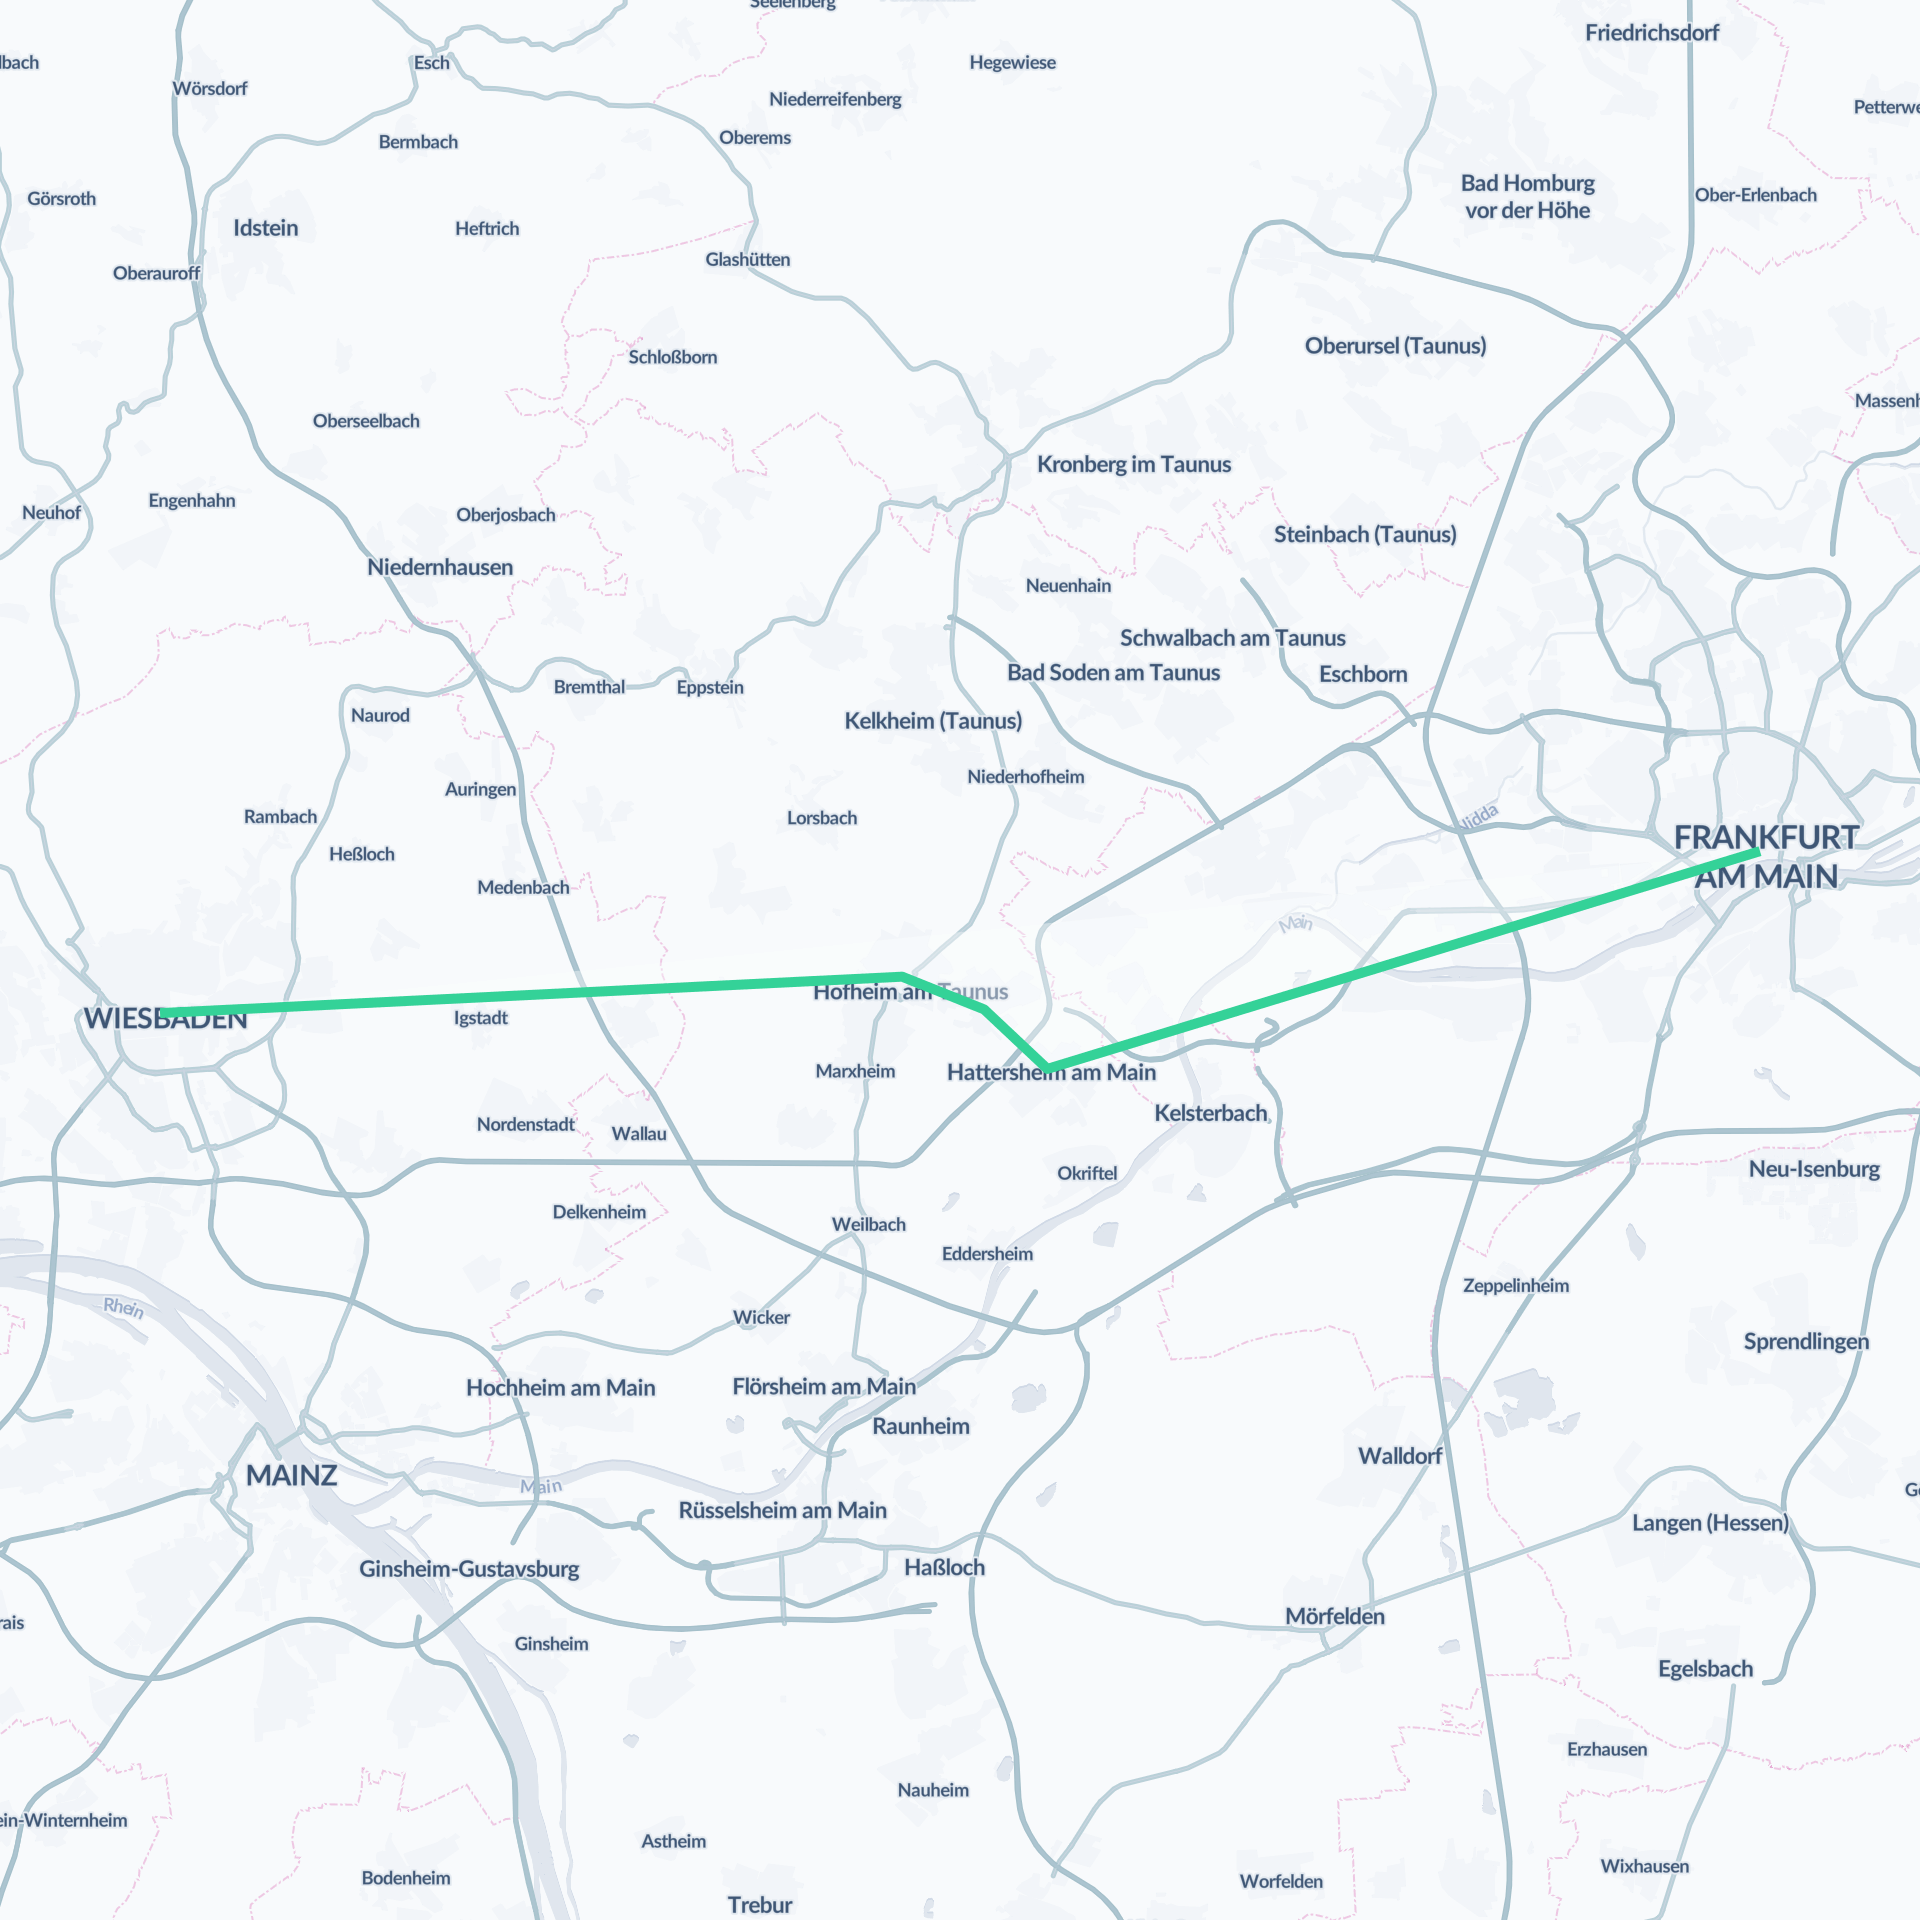 Seelenberg
Friedrichsdorf
Esch
Hegewiese
Wörsdorf
Niederreifenberg
Oberems
Bermbach
Görsroth
Bad Homburg
vor der Höhe
Ober-Erlenbach
Idstein
Heftrich
Glashütten
Oberauroff
Oberursel (Taunus)
Schloßborn
Oberseelbach
Kronberg im Taunus
Engenhahn
Neuhof
Oberjosbach
Steinbach (Taunus)
Niedernhausen
Neuenhain
Schwalbach am Taunus
Bad Soden am Taunus
Eschborn
Bremthal
Eppstein
Naurod
Kelkheim (Taunus)
Niederhofheim
Auringen
Rambach
Lorsbach
Nidda
FRANKFURT
AM MAIN
Heßloch
Medenbach
Main
Hofheim am Taunus
WIESBADEN
Igstadt
Marxheim
Hattersheim am Main
Kelsterbach
Nordenstadt
Wallau
Okriftel
Neu-Isenburg
Delkenheim
Weilbach
Eddersheim
Zeppelinheim
Rhein
Wicker
Sprendlingen
Hochheim am Main
Flörsheim am Main
Raunheim
Walldorf
MAINZ
Main
Rüsselsheim am Main
Langen (Hessen)
Ginsheim-Gustavsburg
Haßloch
Mörfelden
rais
Ginsheim
Egelsbach
Erzhausen
Nauheim
ein-Winternheim
Astheim
Wixhausen
Bodenheim
Worfelden
Trebur